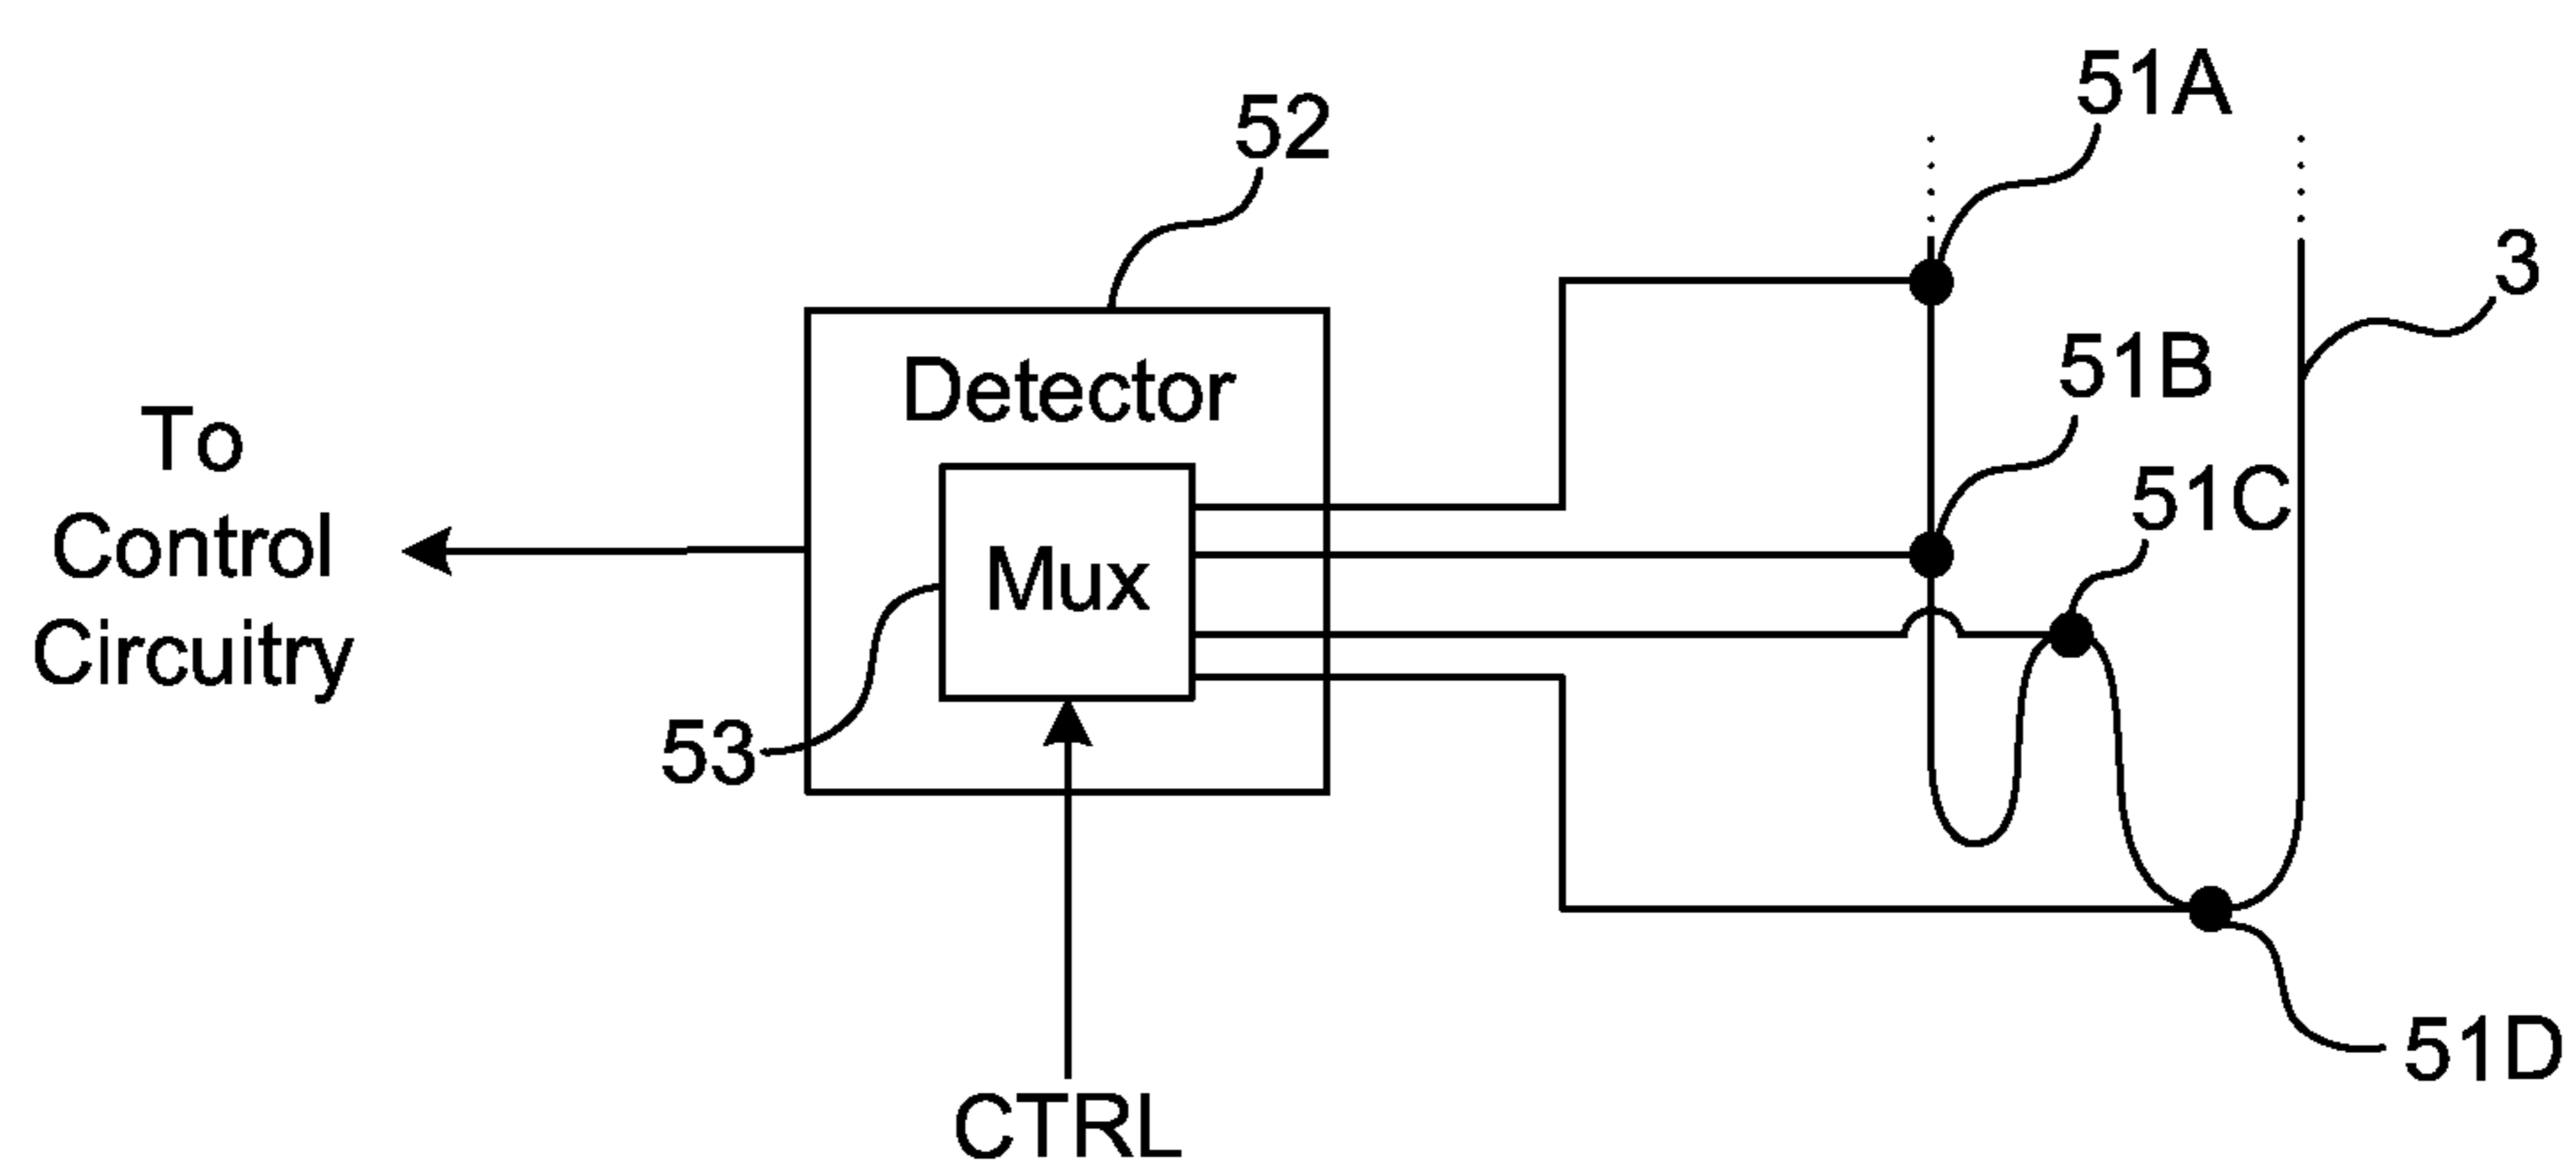 51A
52
3
Detector
51B
To
Control
Circuitry
51C
Mux
53
51D
CTRL